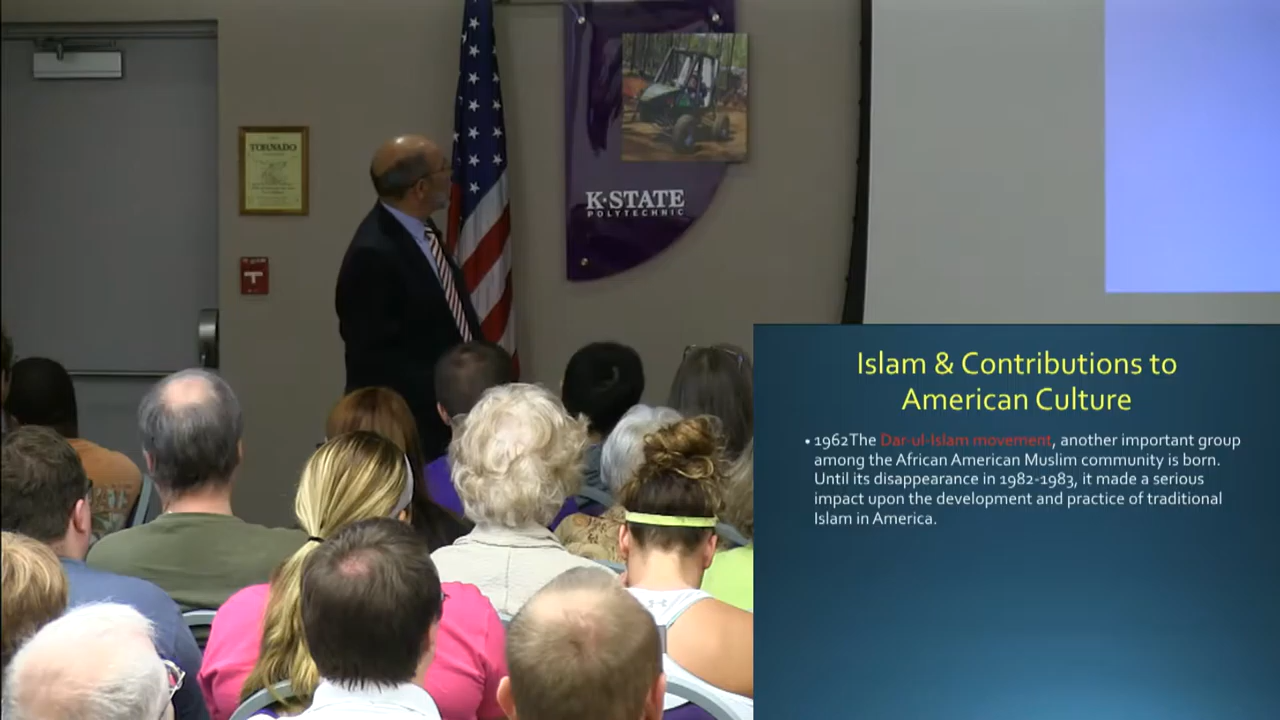 TORNADO
K·STATE
POLYTECHNIC
Islam & Contributions to
American Culture
• 1962The Dar-ul-Islam movement, another important group
among the African American Muslim community is born.
Until its disappearance in 1982-1983, it made a serious
impact upon the development and practice of traditional
Islam in America.